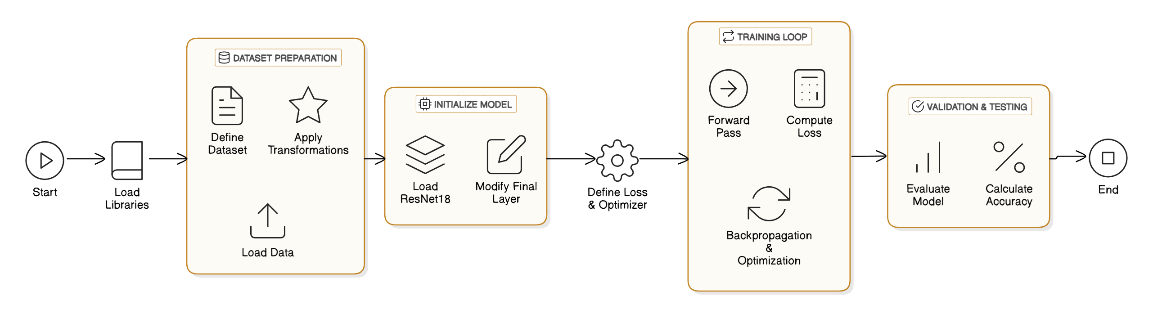 Start
Load
Libraries
DATASET PREPARATION
Define
Dataset
Apply
Transformations
Load Data
INITIALIZE MODEL
Load
ResNet18
Modify Final
Layer
Define Loss
& Optimizer
TRAINING LOOP
Forward
Pass
Compute
Loss
Backpropagation
&
Optimization
VALIDATION & TESTING
Evaluate
Model
Calculate
Accuracy
End